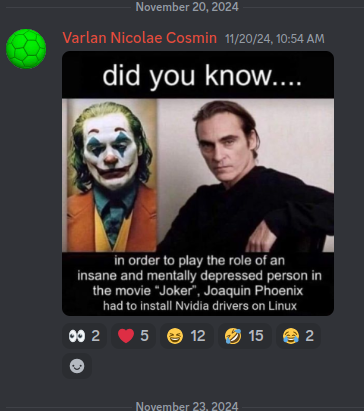 November 20, 2024
Varlan Nicolae Cosmin 11/20/24, 10:54 AM
did you know....
in order to play the role of an
insane and mentally depressed person in
the movie “Joker”, Joaquin Phoenix
had to install Nvidia drivers on Linux
2 5 12 15 2
November 23, 2024